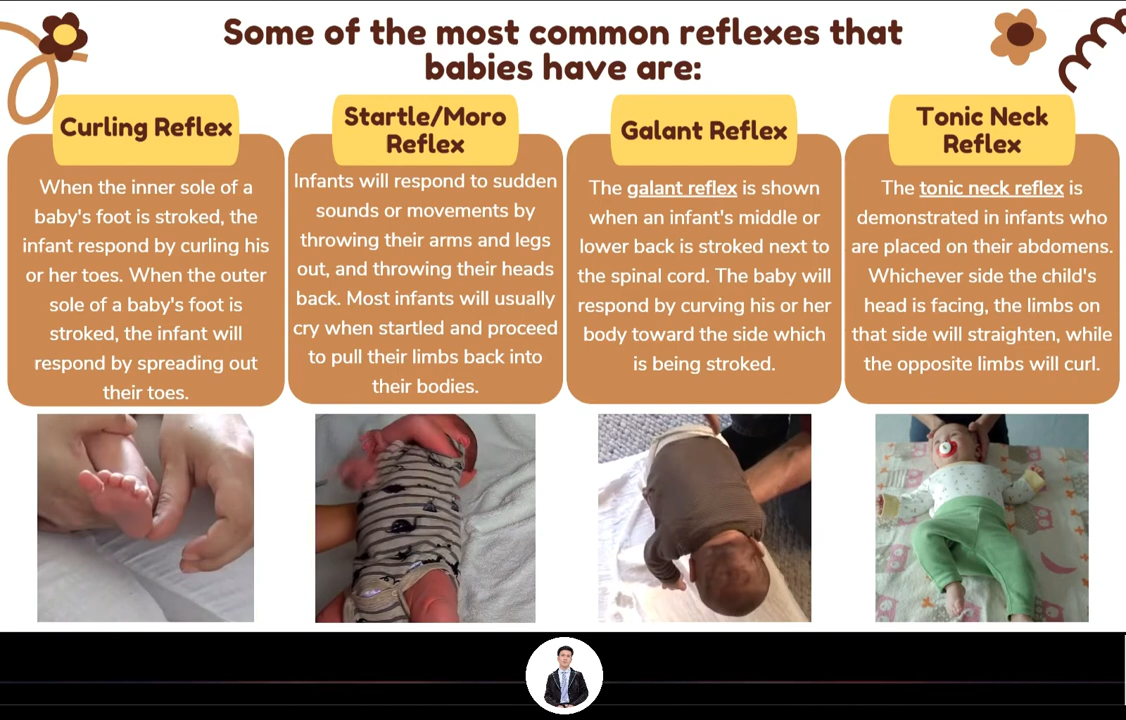 Some of the most common reflexes that
babies have are:
Curling Reflex
When the inner sole of a
baby's foot is stroked, the
infant respond by curling his
or her toes. When the outer
sole of a baby's foot is
stroked, the infant will
respond by spreading out
their toes.
Startle/Moro
Reflex
Infants will respond to sudden
sounds or movements by
throwing their arms and legs
out, and throwing their heads
back. Most infants will usually
cry when startled and proceed
to pull their limbs back into
their bodies.
Galant Reflex
The galant reflex is shown
when an infant's middle or
lower back is stroked next to
the spinal cord. The baby will
respond by curving his or her
body toward the side which
is being stroked.
Tonic Neck
Reflex
The tonic neck reflex is
demonstrated in infants who
are placed on their abdomens.
Whichever side the child's
head is facing, the limbs on
that side will straighten, while
the opposite limbs will curl.